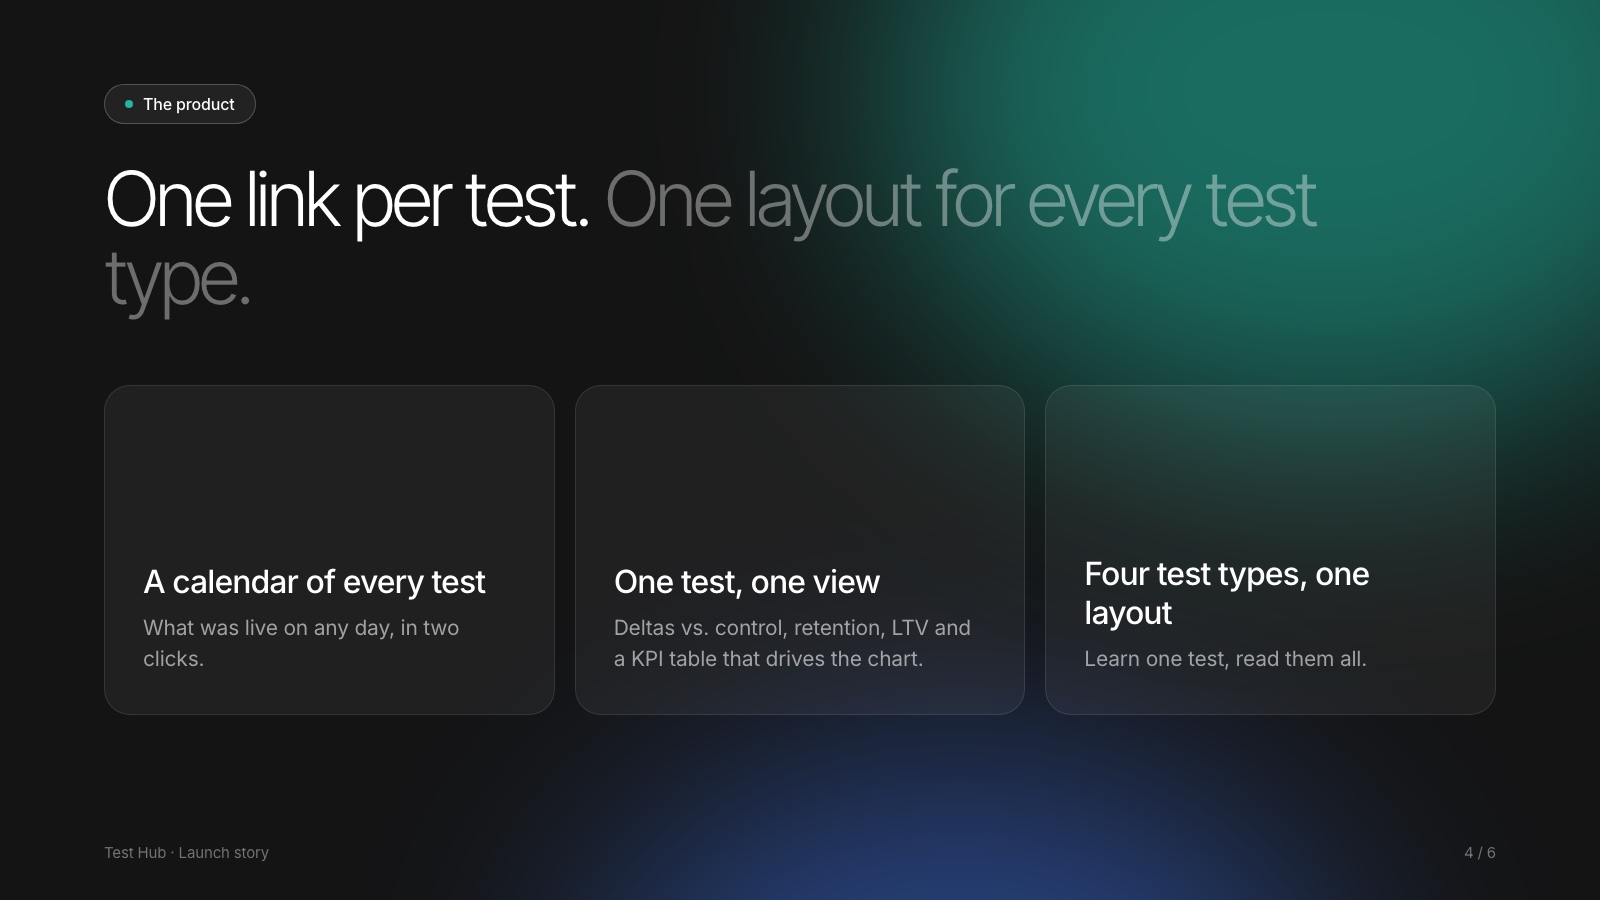 The product
One link per test. One layout for every test
type.
A calendar of every test
What was live on any day, in two
clicks.
One test, one view
Deltas vs. control, retention, LTV and
a KPI table that drives the chart.
Four test types, one
layout
Learn one test, read them all.
Test Hub · Launch story
4 / 6